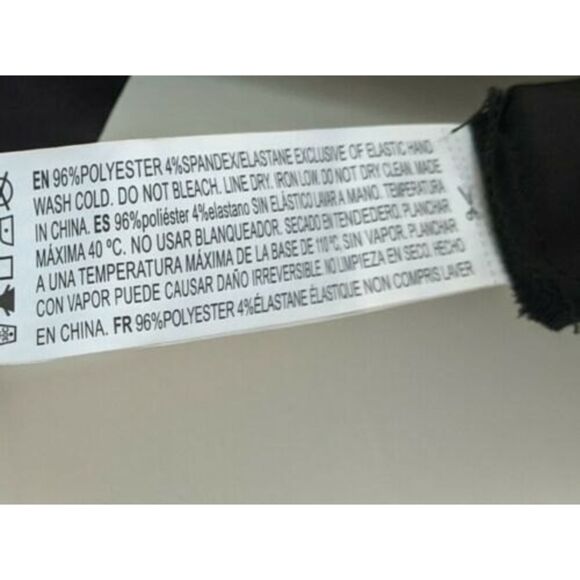 EN 96%POLYESTER 4%SPANDEX/ELASTANE EXCLUSIVE OF ELASTIC HAND
WASH COLD. DO NOT BLEACH. LINE DRY. IRON LOW. DO NOT DRY CLEAN. MADE
IN CHINA. ES 96%poliéster 4%elastano SIN ELÁSTICO LAVAR A MANO. TEMPERATURA
MÁXIMA 40 ºC. NO USAR BLANQUEADOR. SECADO EN TENDEDERO. PLANCHAR
A UNA TEMPERATURA MÁXIMA DE LA BASE DE 110 ºC, SIN VAPOR. PLANCHAR
CON VAPOR PUEDE CAUSAR DAÑO IRREVERSIBLE. NO LIMPIEZA EN SECO. HECHO
EN CHINA. FR 96%POLYESTER 4%ÉLASTANE ÉLASTIQUE NON COMPRIS LAVER